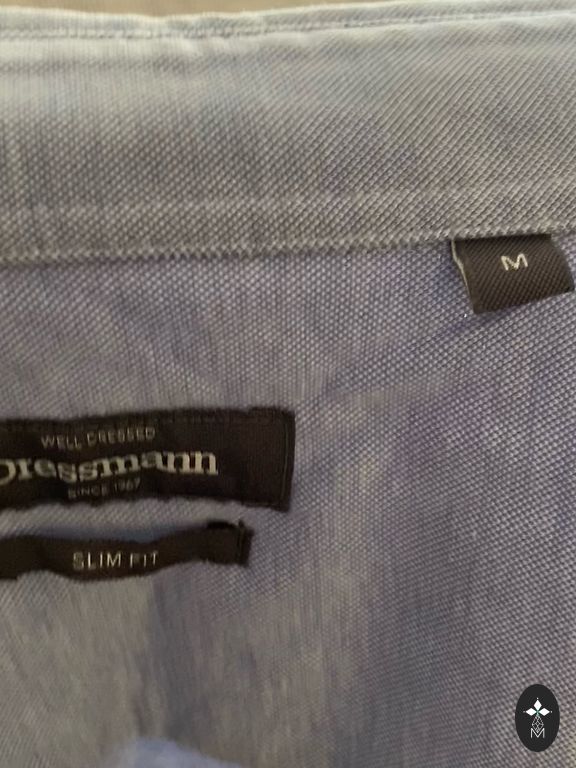 M
WELL DRESSED
Dressmann
SINCE 1967
SLIM FIT
M